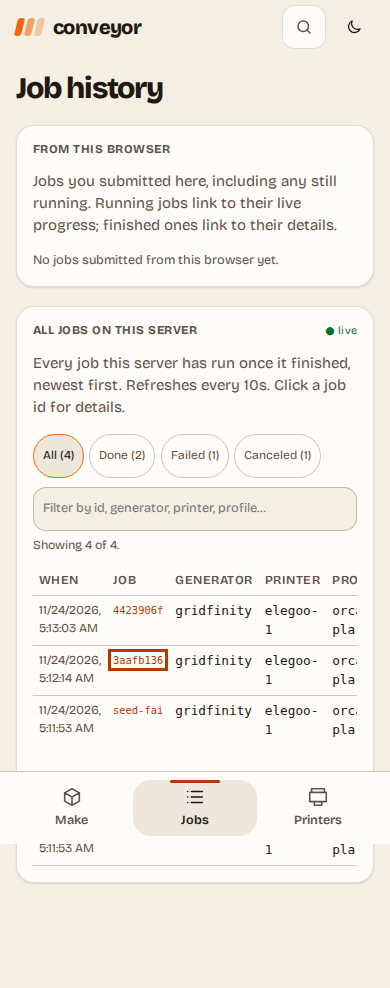 conveyor
Job history
FROM THIS BROWSER
Jobs you submitted here, including any still
running. Running jobs link to their live
progress; finished ones link to their details.
No jobs submitted from this browser yet.
ALL JOBS ON THIS SERVER
live
Every job this server has run once it finished,
newest first. Refreshes every 10s. Click a job
id for details.
All (4) Done (2) Failed (1) Canceled (1)
Filter by id, generator, printer, profile...
Showing 4 of 4.
WHEN JOB GENERATOR PRINTER PRO
11/24/2026, 4423906f gridfinity elegoo- orca
5:13:03 AM 1 pla
11/24/2026, 3aafb136 gridfinity elegoo- orca
5:12:14 AM 1 pla
11/24/2026, seed-fai gridfinity elegoo- orca
5:11:53 AM 1 pla
Make Jobs Printers
5:11:53 AM 1 pla